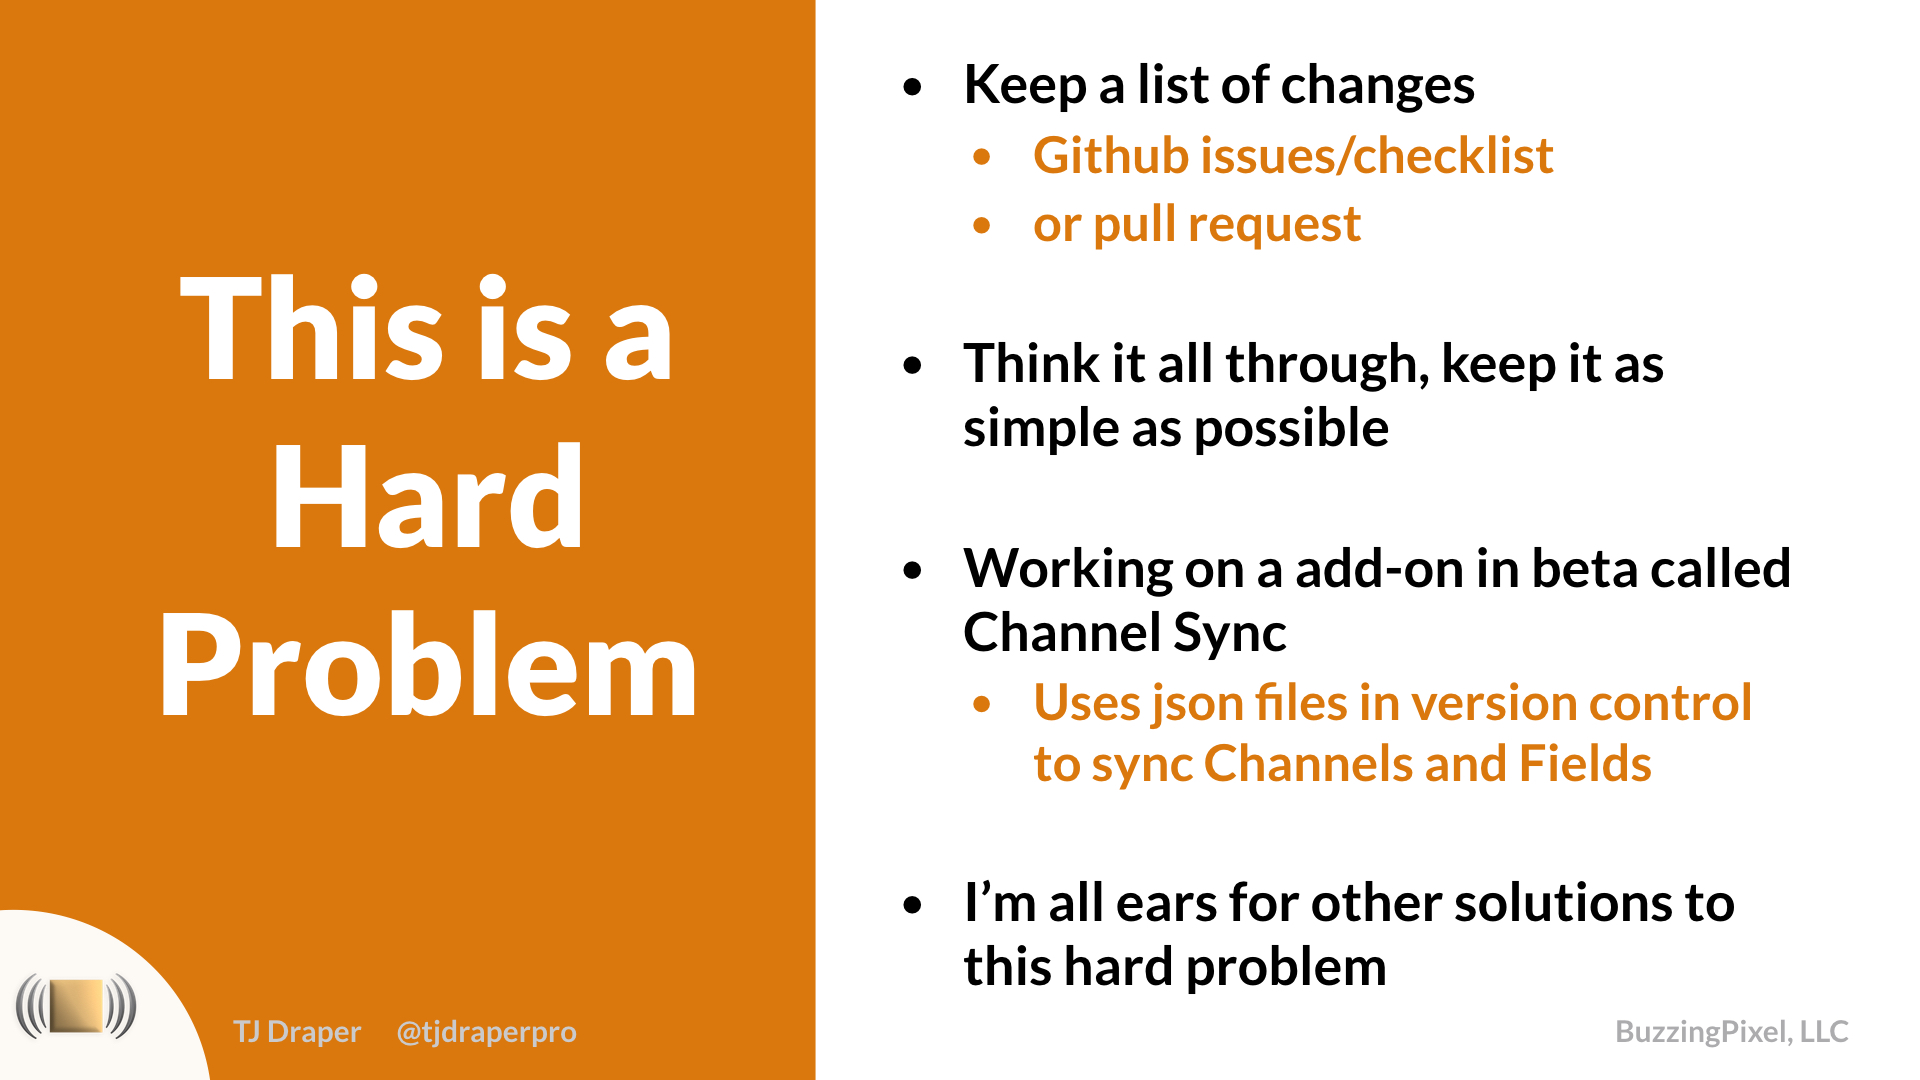 This is a
Hard
Problem
• Keep a list of changes
• Github issues/checklist
• or pull request
• Think it all through, keep it as
simple as possible
• Working on a add-on in beta called
Channel Sync
• Uses json files in version control
to sync Channels and Fields
• I’m all ears for other solutions to
this hard problem
TJ Draper @tjdraperpro
BuzzingPixel, LLC